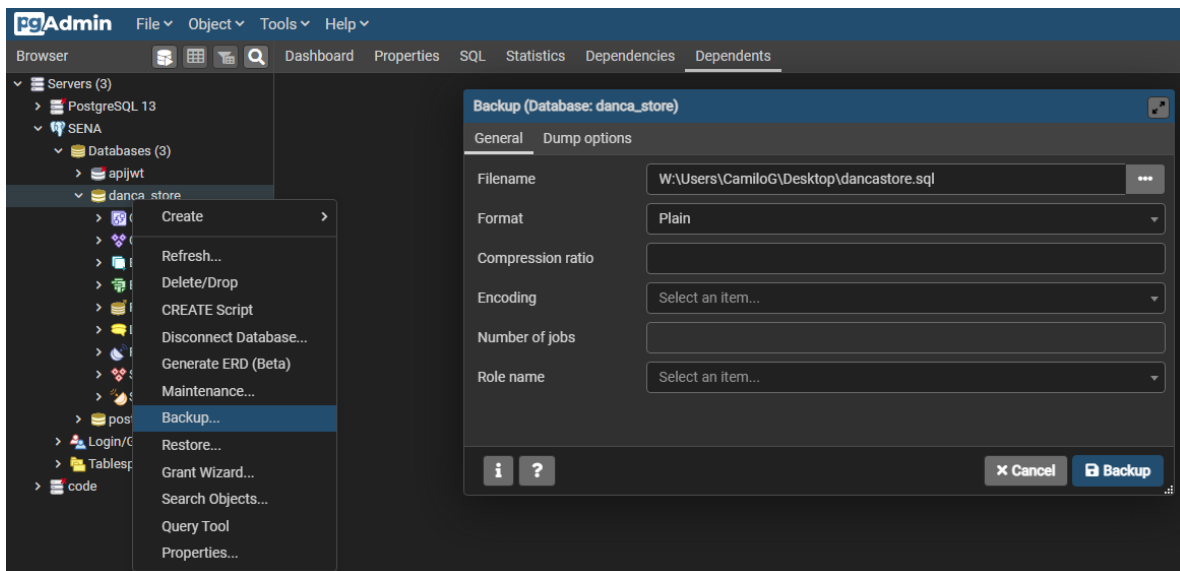 pgAdmin File Object Tools Help
Browser
Dashboard Properties SQL Statistics Dependencies Dependents
Servers (3)
PostgreSQL 13
SENA
Databases (3)
apijwt
danca_store
Login/G
Tablesp
code
Create
Refresh...
Delete/Drop
CREATE Script
Disconnect Database...
Generate ERD (Beta)
Maintenance...
Backup...
Restore...
Grant Wizard...
Search Objects...
Query Tool
Properties...
Backup (Database: danca_store)
General Dump options
Filename W:\Users\CamiloG\Desktop\dancastore.sql
Format Plain
Compression ratio
Encoding Select an item...
Number of jobs
Role name Select an item...
i ? Cancel Backup